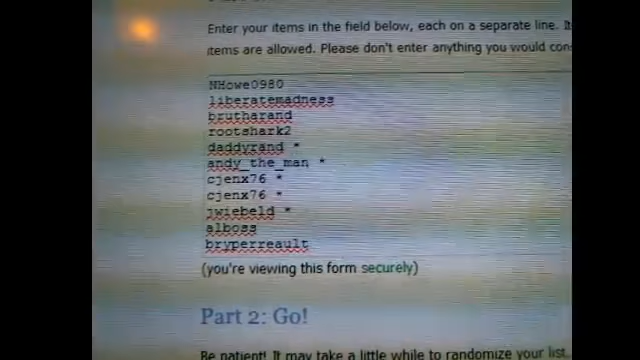 Enter your items in the field below, each on a separate line.
items are allowed. Please don't enter anything you would
NHowe0980
liberatemadness
brutharand
rootshark2
daddyrand *
andy_the_man *
cjenx76 *
cjenx76 *
jwiebeld *
alboss
bryperreault
(you're viewing this form securely)
Part 2: Go!
Be patient! It may take a little while to randomize your list